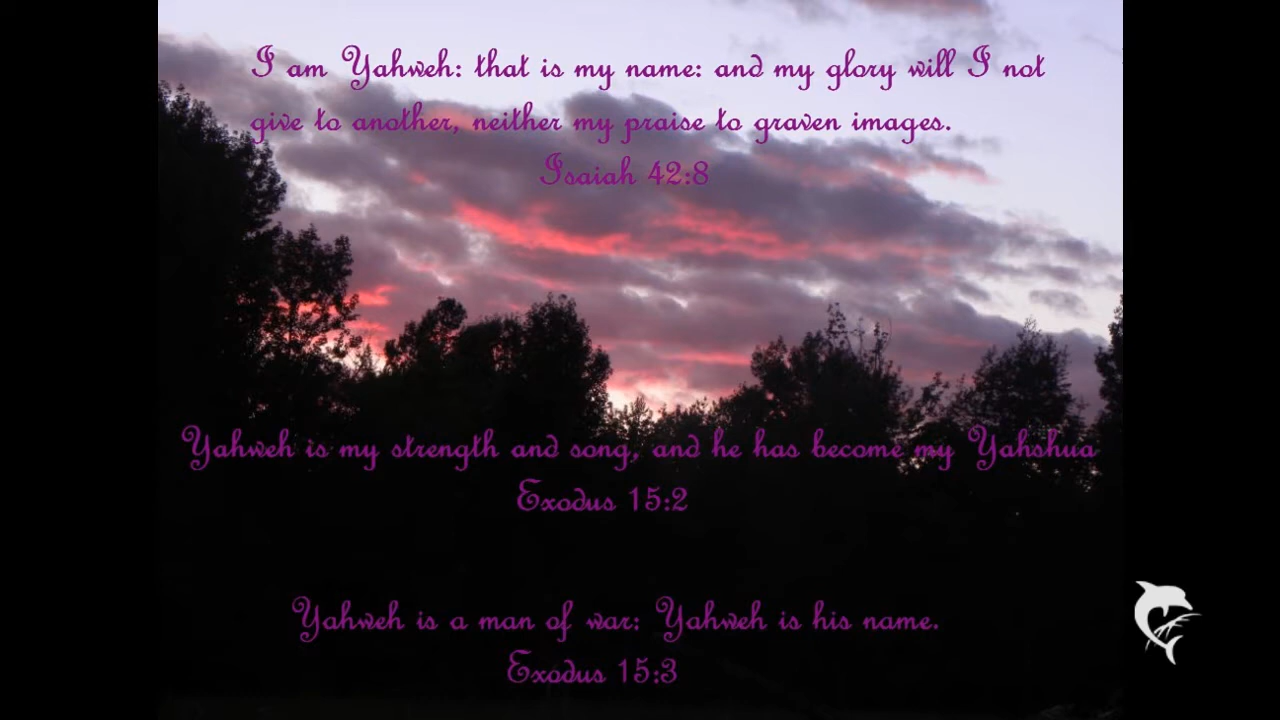 I am Yahweh: that is my name: and my glory will I not
give to another, neither my praise to graven images.
Isaiah 42:8
Yahweh is my strength and song, and he has become my Yahshua
Exodus 15:2
Yahweh is a man of war: Yahweh is his name.
Exodus 15:3